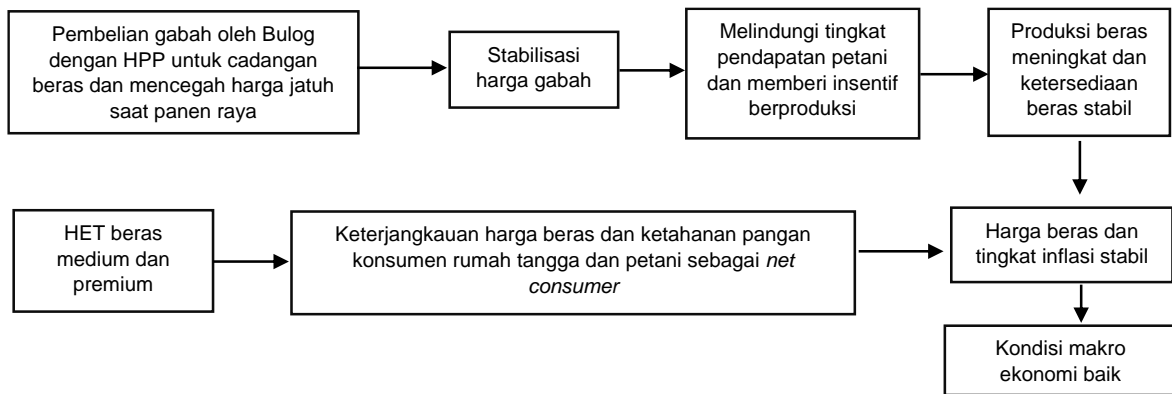 Pembelian gabah oleh Bulog
dengan HPP untuk cadangan
beras dan mencegah harga jatuh
saat panen raya
Stabilisasi
harga gabah
Melindungi tingkat
pendapatan petani
dan memberi insentif
berproduksi
Produksi beras
meningkat dan
ketersediaan
beras stabil
HET beras
medium dan
premium
Keterjangkauan harga beras dan ketahanan pangan
konsumen rumah tangga dan petani sebagai net
consumer
Harga beras dan
tingkat inflasi stabil
Kondisi makro
ekonomi baik